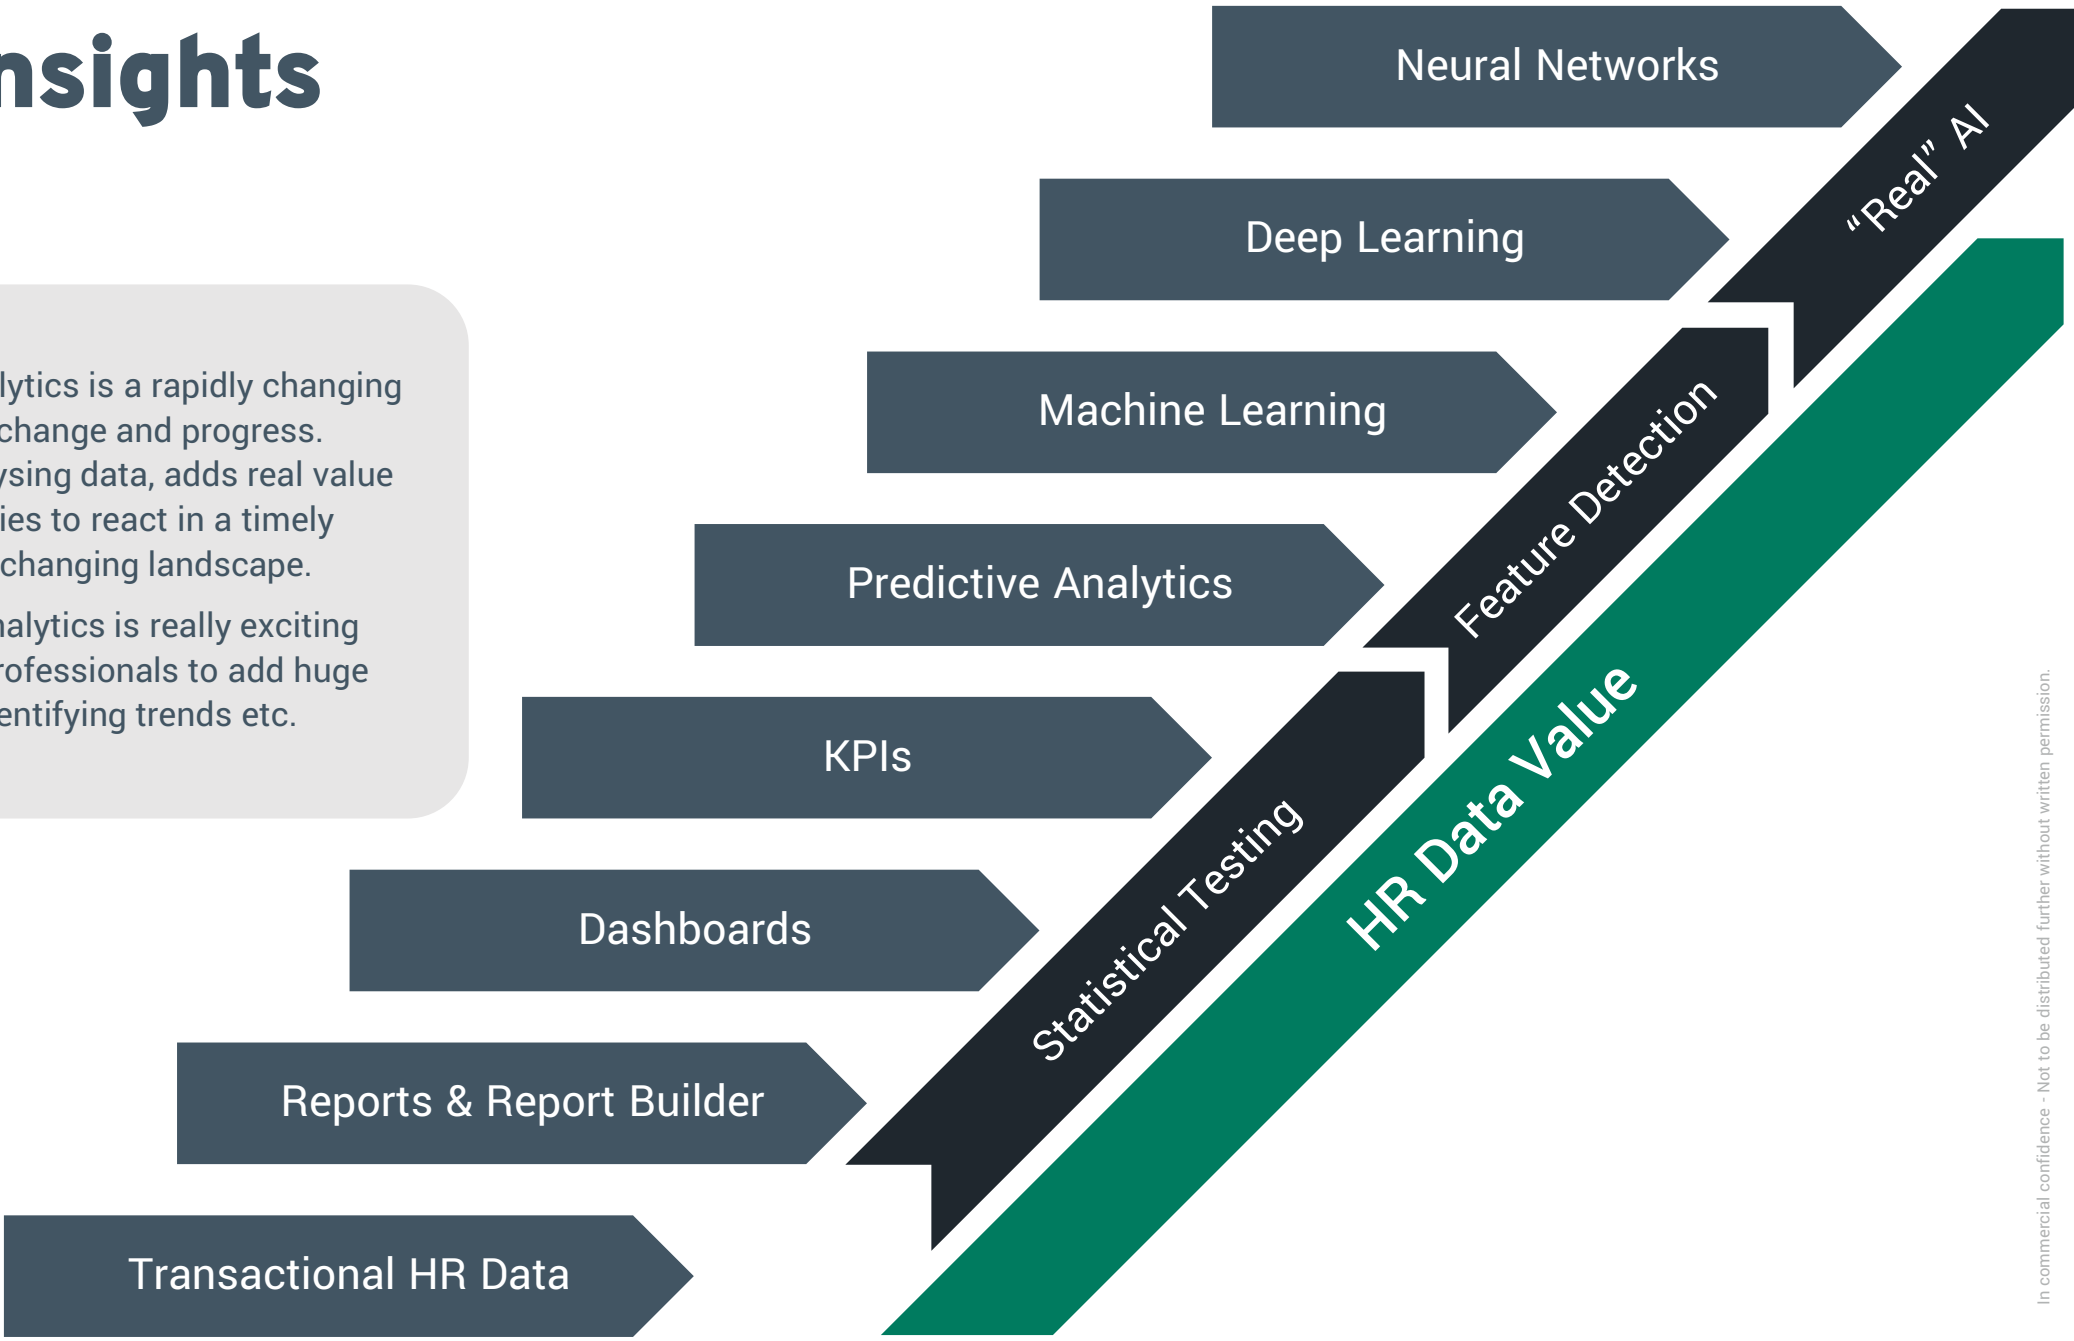 nsights
Neural Networks
"Real" AI
Deep Learning
lytics is a rapidly changing
change and progress.
ysing data, adds real value
ies to react in a timely
changing landscape.
nalytics is really exciting
rofessionals to add huge
entifying trends etc.
Machine Learning
Feature Detection
Predictive Analytics
HR Data Value
KPIs
Statistical Testing
Dashboards
Reports & Report Builder
Transactional HR Data
In commercial confidence - Not to be distributed further without written permission.